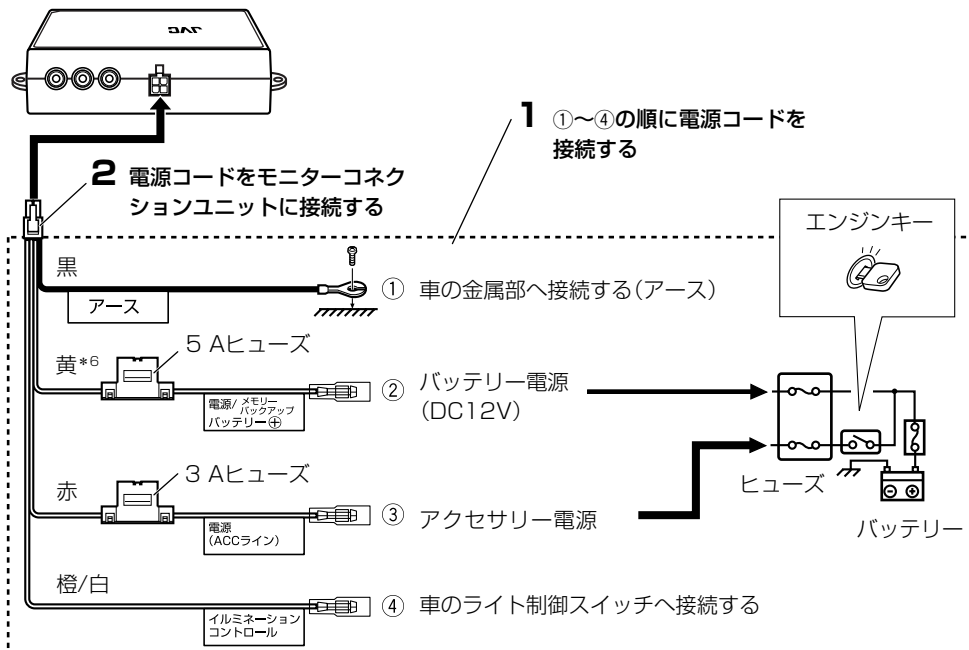 JVC
1 ①〜④の順に電源コードを
接続する
2 電源コードをモニターコネク
ションユニットに接続する
エンジンキー
黒
アース
① 車の金属部へ接続する(アース)
黄*6
5 Aヒューズ
電源/メモリーバックアップ
バッテリー⊕
② バッテリー電源
(DC12V)
赤
3 Aヒューズ
電源
(ACCライン)
③ アクセサリー電源
ヒューズ
⊖ ⊕
バッテリー
橙/白
イルミネーション
コントロール
④ 車のライト制御スイッチへ接続する